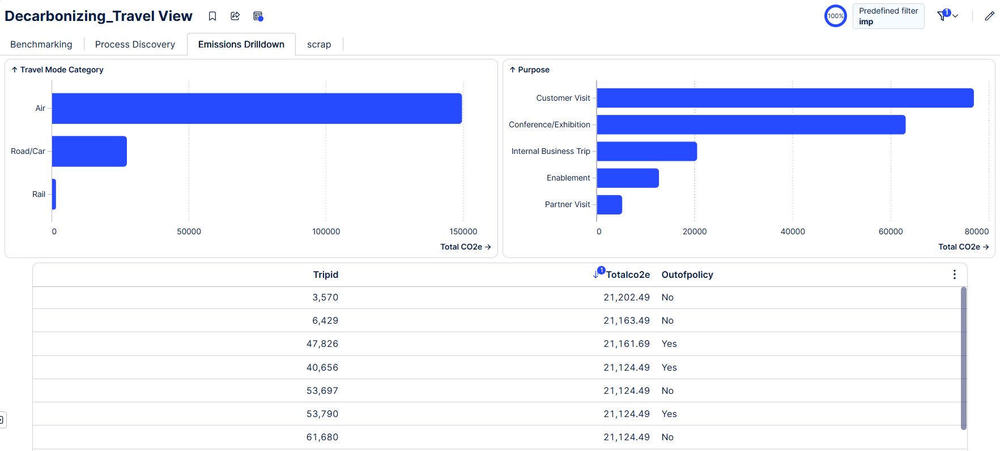 Decarbonizing_Travel View
100%
Predefined filter
imp
1
Benchmarking
Process Discovery
Emissions Drilldown
scrap
↑ Travel Mode Category
Air
Road/Car
Rail
0
50000
100000
150000
Total CO2e →
↑ Purpose
Customer Visit
Conference/Exhibition
Internal Business Trip
Enablement
Partner Visit
0
20000
40000
60000
80000
Total CO2e →
Tripid
1
Totalco2e
Outofpolicy
3,570 21,202.49 No
6,429 21,163.49 No
47,826 21,161.69 Yes
40,656 21,124.49 Yes
53,697 21,124.49 No
53,790 21,124.49 Yes
61,680 21,124.49 No